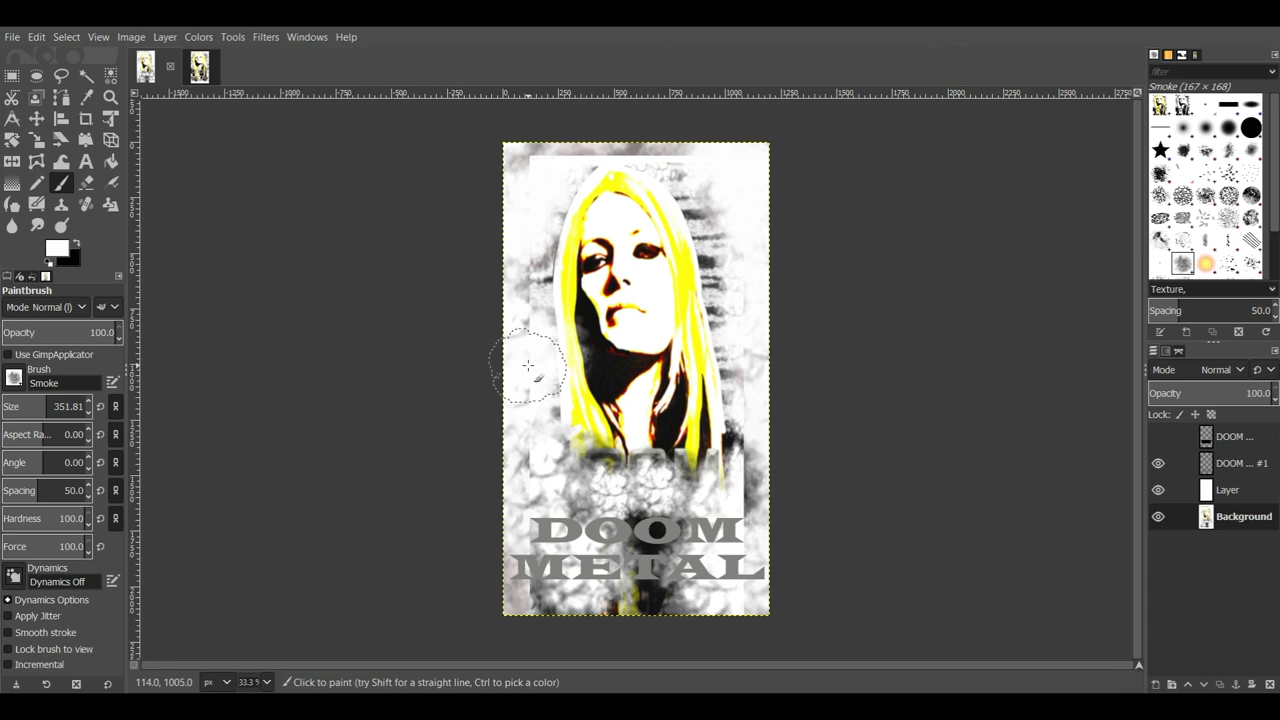 File Edit Select View Image Layer Colors Tools Filters Windows Help
filter
Smoke (167 × 168)
Texture,
Spacing 50.0
Mode Normal
Opacity 100.0
Lock:
DOOM ...
DOOM ... #1
Layer
Background
Paintbrush
Mode Normal (l)
Opacity 100.0
Use GimpApplicator
Brush
Smoke
Size 351.81
Aspect Ra... 0.00
Angle 0.00
Spacing 50.0
Hardness 100.0
Force 100.0
Dynamics
Dynamics Off
Dynamics Options
Apply Jitter
Smooth stroke
Lock brush to view
Incremental
DOOM
METAL
114.0, 1005.0 px 33.3 % Click to paint (try Shift for a straight line, Ctrl to pick a color)